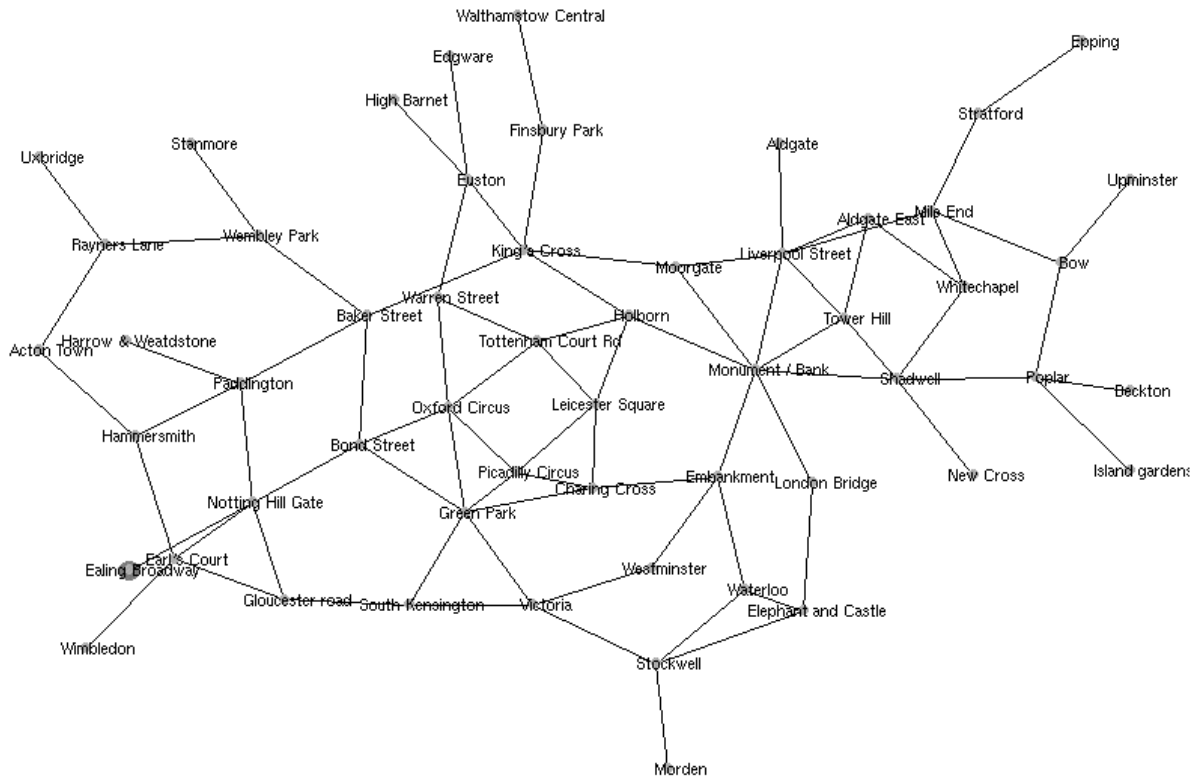 Walthamstow Central
Epping
Edgware
High Barnet
Stratford
Finsbury Park
Stanmore
Aldgate
Uxbridge
Euston
Upminster
Mile End
Aldgate East
Wembley Park
Rayners Lane
King's Cross
Liverpool Street
Moorgate
Bow
Whitechapel
Warren Street
Baker Street
Holborn
Tower Hill
Tottenham Court Rd
Harrow & Weatdstone
Acton Town
Monument / Bank
Shadwell
Poplar
Paddington
Beckton
Oxford Circus
Leicester Square
Hammersmith
Bond Street
Picadilly Circus
Embankment
London Bridge
New Cross
Island gardens
Charing Cross
Notting Hill Gate
Green Park
Earl's Court
Ealing Broadway
Westminster
Waterloo
Gloucester road
South Kensington
Victoria
Elephant and Castle
Wimbledon
Stockwell
Morden